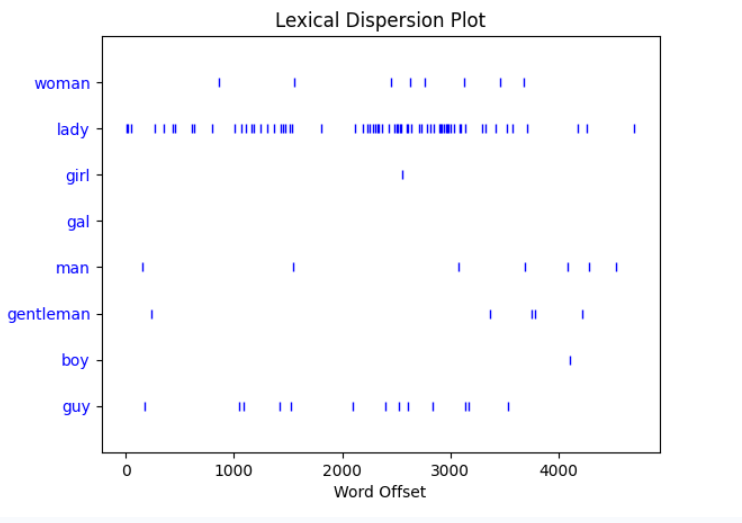 Lexical Dispersion Plot
woman
lady
girl
gal
man
gentleman
boy
guy
0 1000 2000 3000 4000
Word Offset